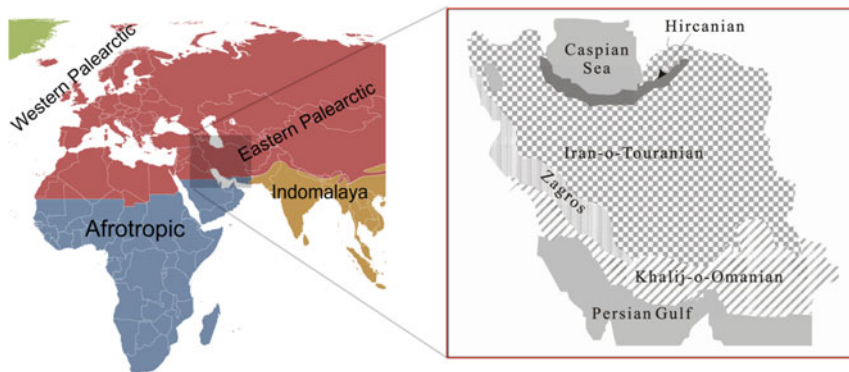 Western Palearctic
Eastern Palearctic
Indomalaya
Afrotropic
Hircanian
Caspian
Sea
Iran-o-Touranian
Zagros
Khalij-o-Omanian
Persian Gulf